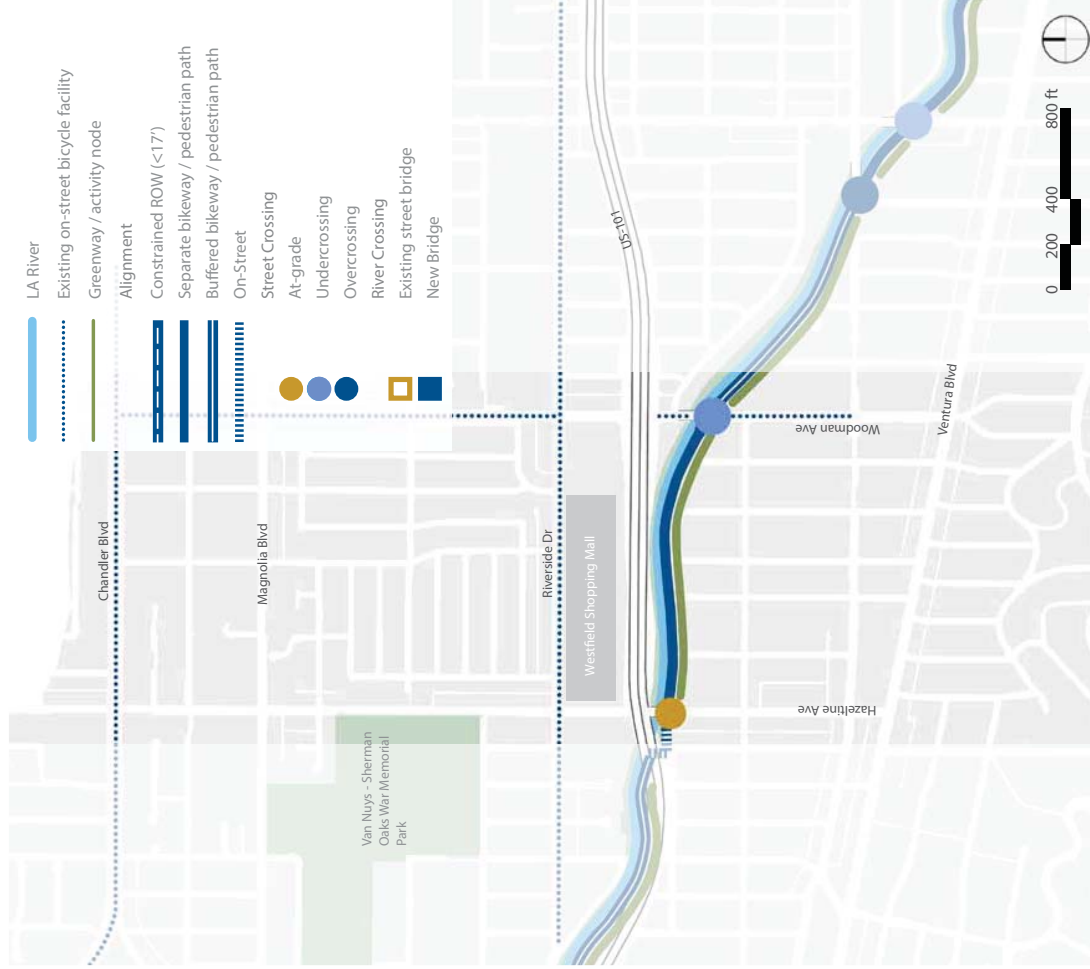 LA River
Existing on-street bicycle facility
Greenway / activity node
Alignment
Constrained ROW (<17')
Separate bikeway / pedestrian path
Buffered bikeway / pedestrian path
On-Street
Street Crossing
At-grade
Undercrossing
Overcrossing
River Crossing
Existing street bridge
New Bridge
Chandler Blvd
Magnolia Blvd
Riverside Dr
Westfield Shopping Mall
US-101
Woodman Ave
Ventura Blvd
Hazeltine Ave
Van Nuys - Sherman
Oaks War Memorial
Park
0 200 400 800 ft